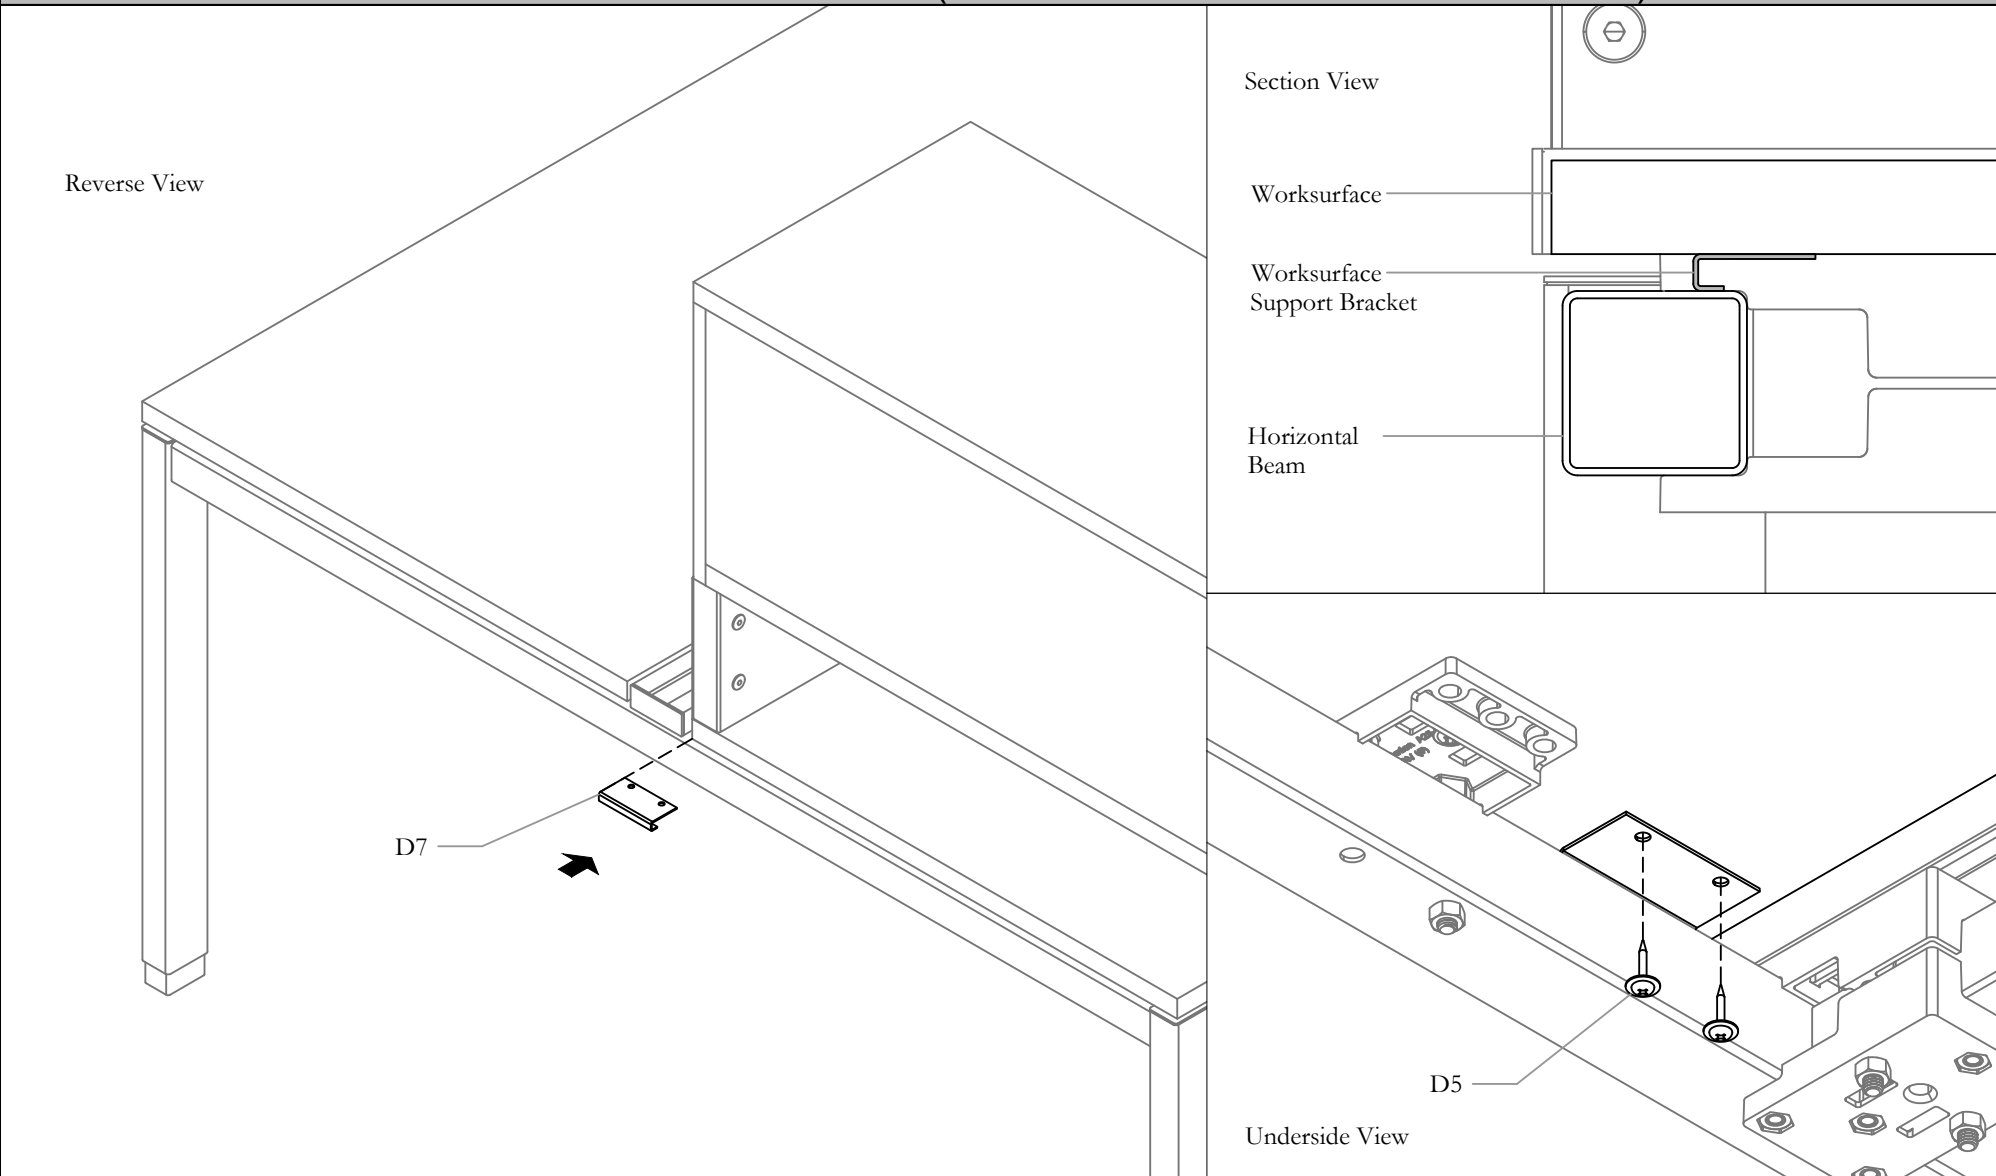 Reverse View
D7
Section View
Worksurface
Worksurface
Support Bracket
Horizontal
Beam
D5
Underside View